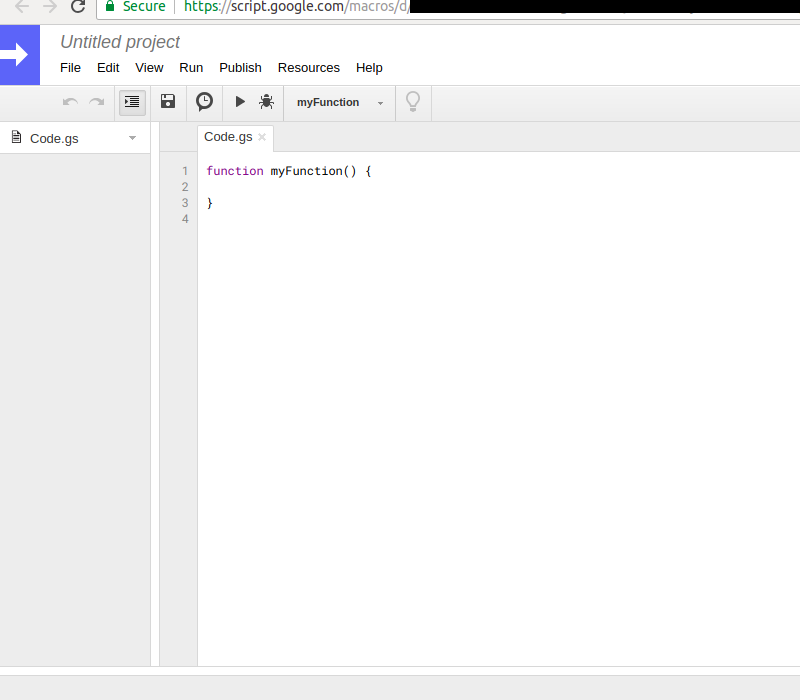 Secure https://script.google.com/macros/d/
Untitled project
File Edit View Run Publish Resources Help
myFunction
Code.gs
Code.gs
1 function myFunction() {
2
3 }
4